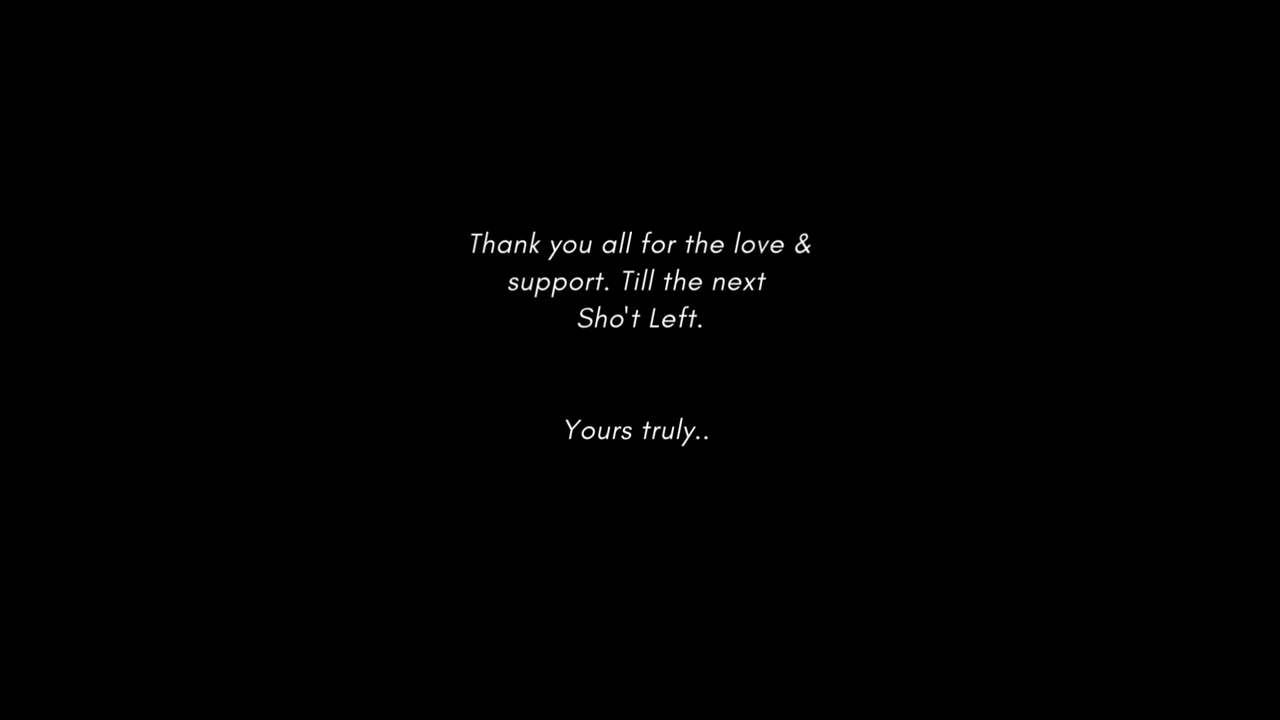 Thank you all for the love &
support. Till the next
Sho't Left.
Yours truly..